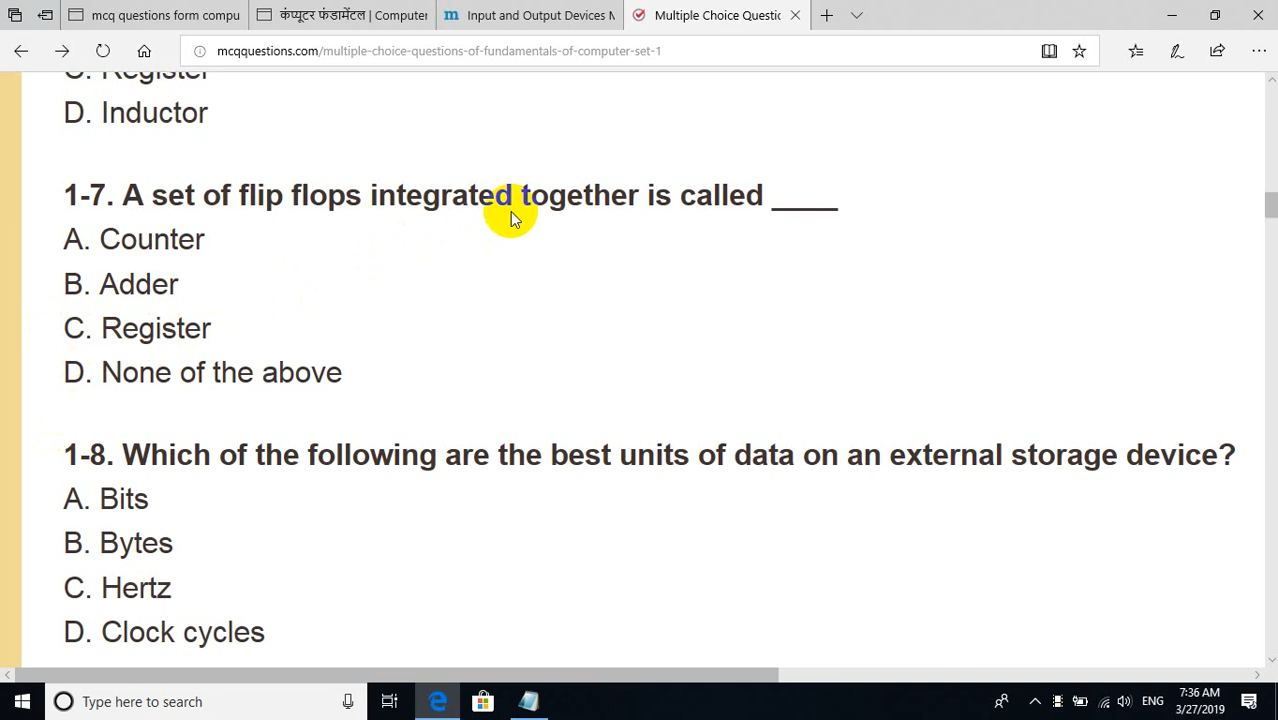 mcq questions form compu
कंप्यूटर फंडामेंटल | Computer
Input and Output Devices M
Multiple Choice Questic
mcqquestions.com/multiple-choice-questions-of-fundamentals-of-computer-set-1
C. Register
D. Inductor
1-7. A set of flip flops integrated together is called ____
A. Counter
B. Adder
C. Register
D. None of the above
1-8. Which of the following are the best units of data on an external storage device?
A. Bits
B. Bytes
C. Hertz
D. Clock cycles
Type here to search
ENG
7:36 AM
3/27/2019